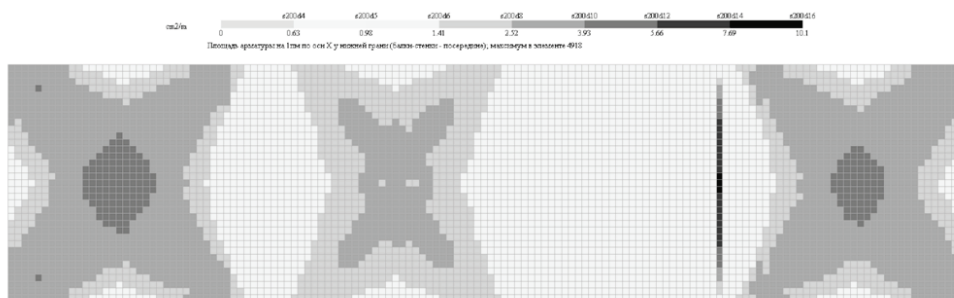 s200d4 s200d5 s200d6 s200d8 s200d10 s200d12 s200d14 s200d16
cm2/m
0 0.63 0.98 1.41 2.52 3.93 5.66 7.69 10.1
Площадь арматуры на 1пм по оси X у нижней грани (балки-стенки - посередине); максимум в элементе 4918